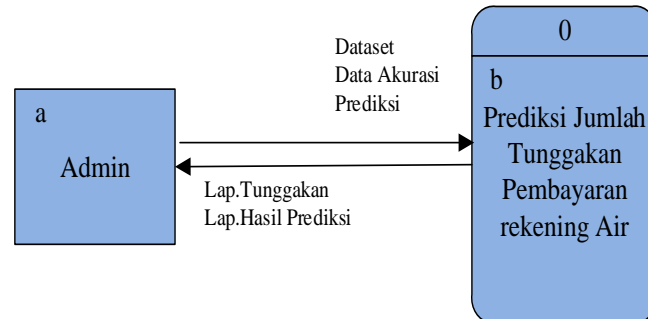 a
Admin
Dataset
Data Akurasi
Prediksi
Lap.Tunggakan
Lap.Hasil Prediksi
0
b
Prediksi Jumlah
Tunggakan
Pembayaran
rekening Air